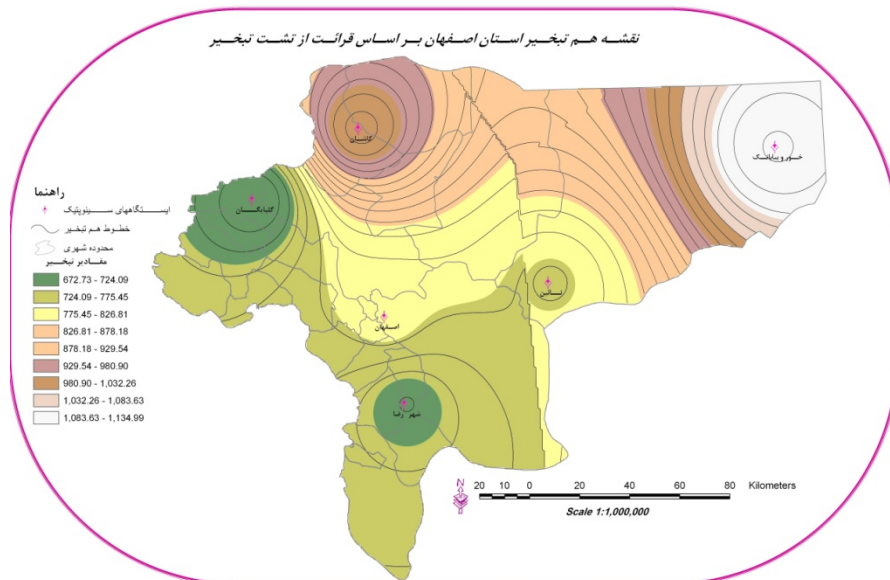 نقشه هم تبخیر استان اصفهان بر اساس قرائت از تشت تبخیر
کاشان
خور و بیابانک
گلپایگان
نائین
اصفهان
شهر رضا
راهنما
ایستگاههای سینوپتیک
خطوط هم تبخیر
محدوده شهری
مقادیر تبخیر
672.73 - 724.09
724.09 - 775.45
775.45 - 826.81
826.81 - 878.18
878.18 - 929.54
929.54 - 980.90
980.90 - 1,032.26
1,032.26 - 1,083.63
1,083.63 - 1,134.99
N
20 10 0 20 40 60 80 Kilometers
Scale 1:1,000,000